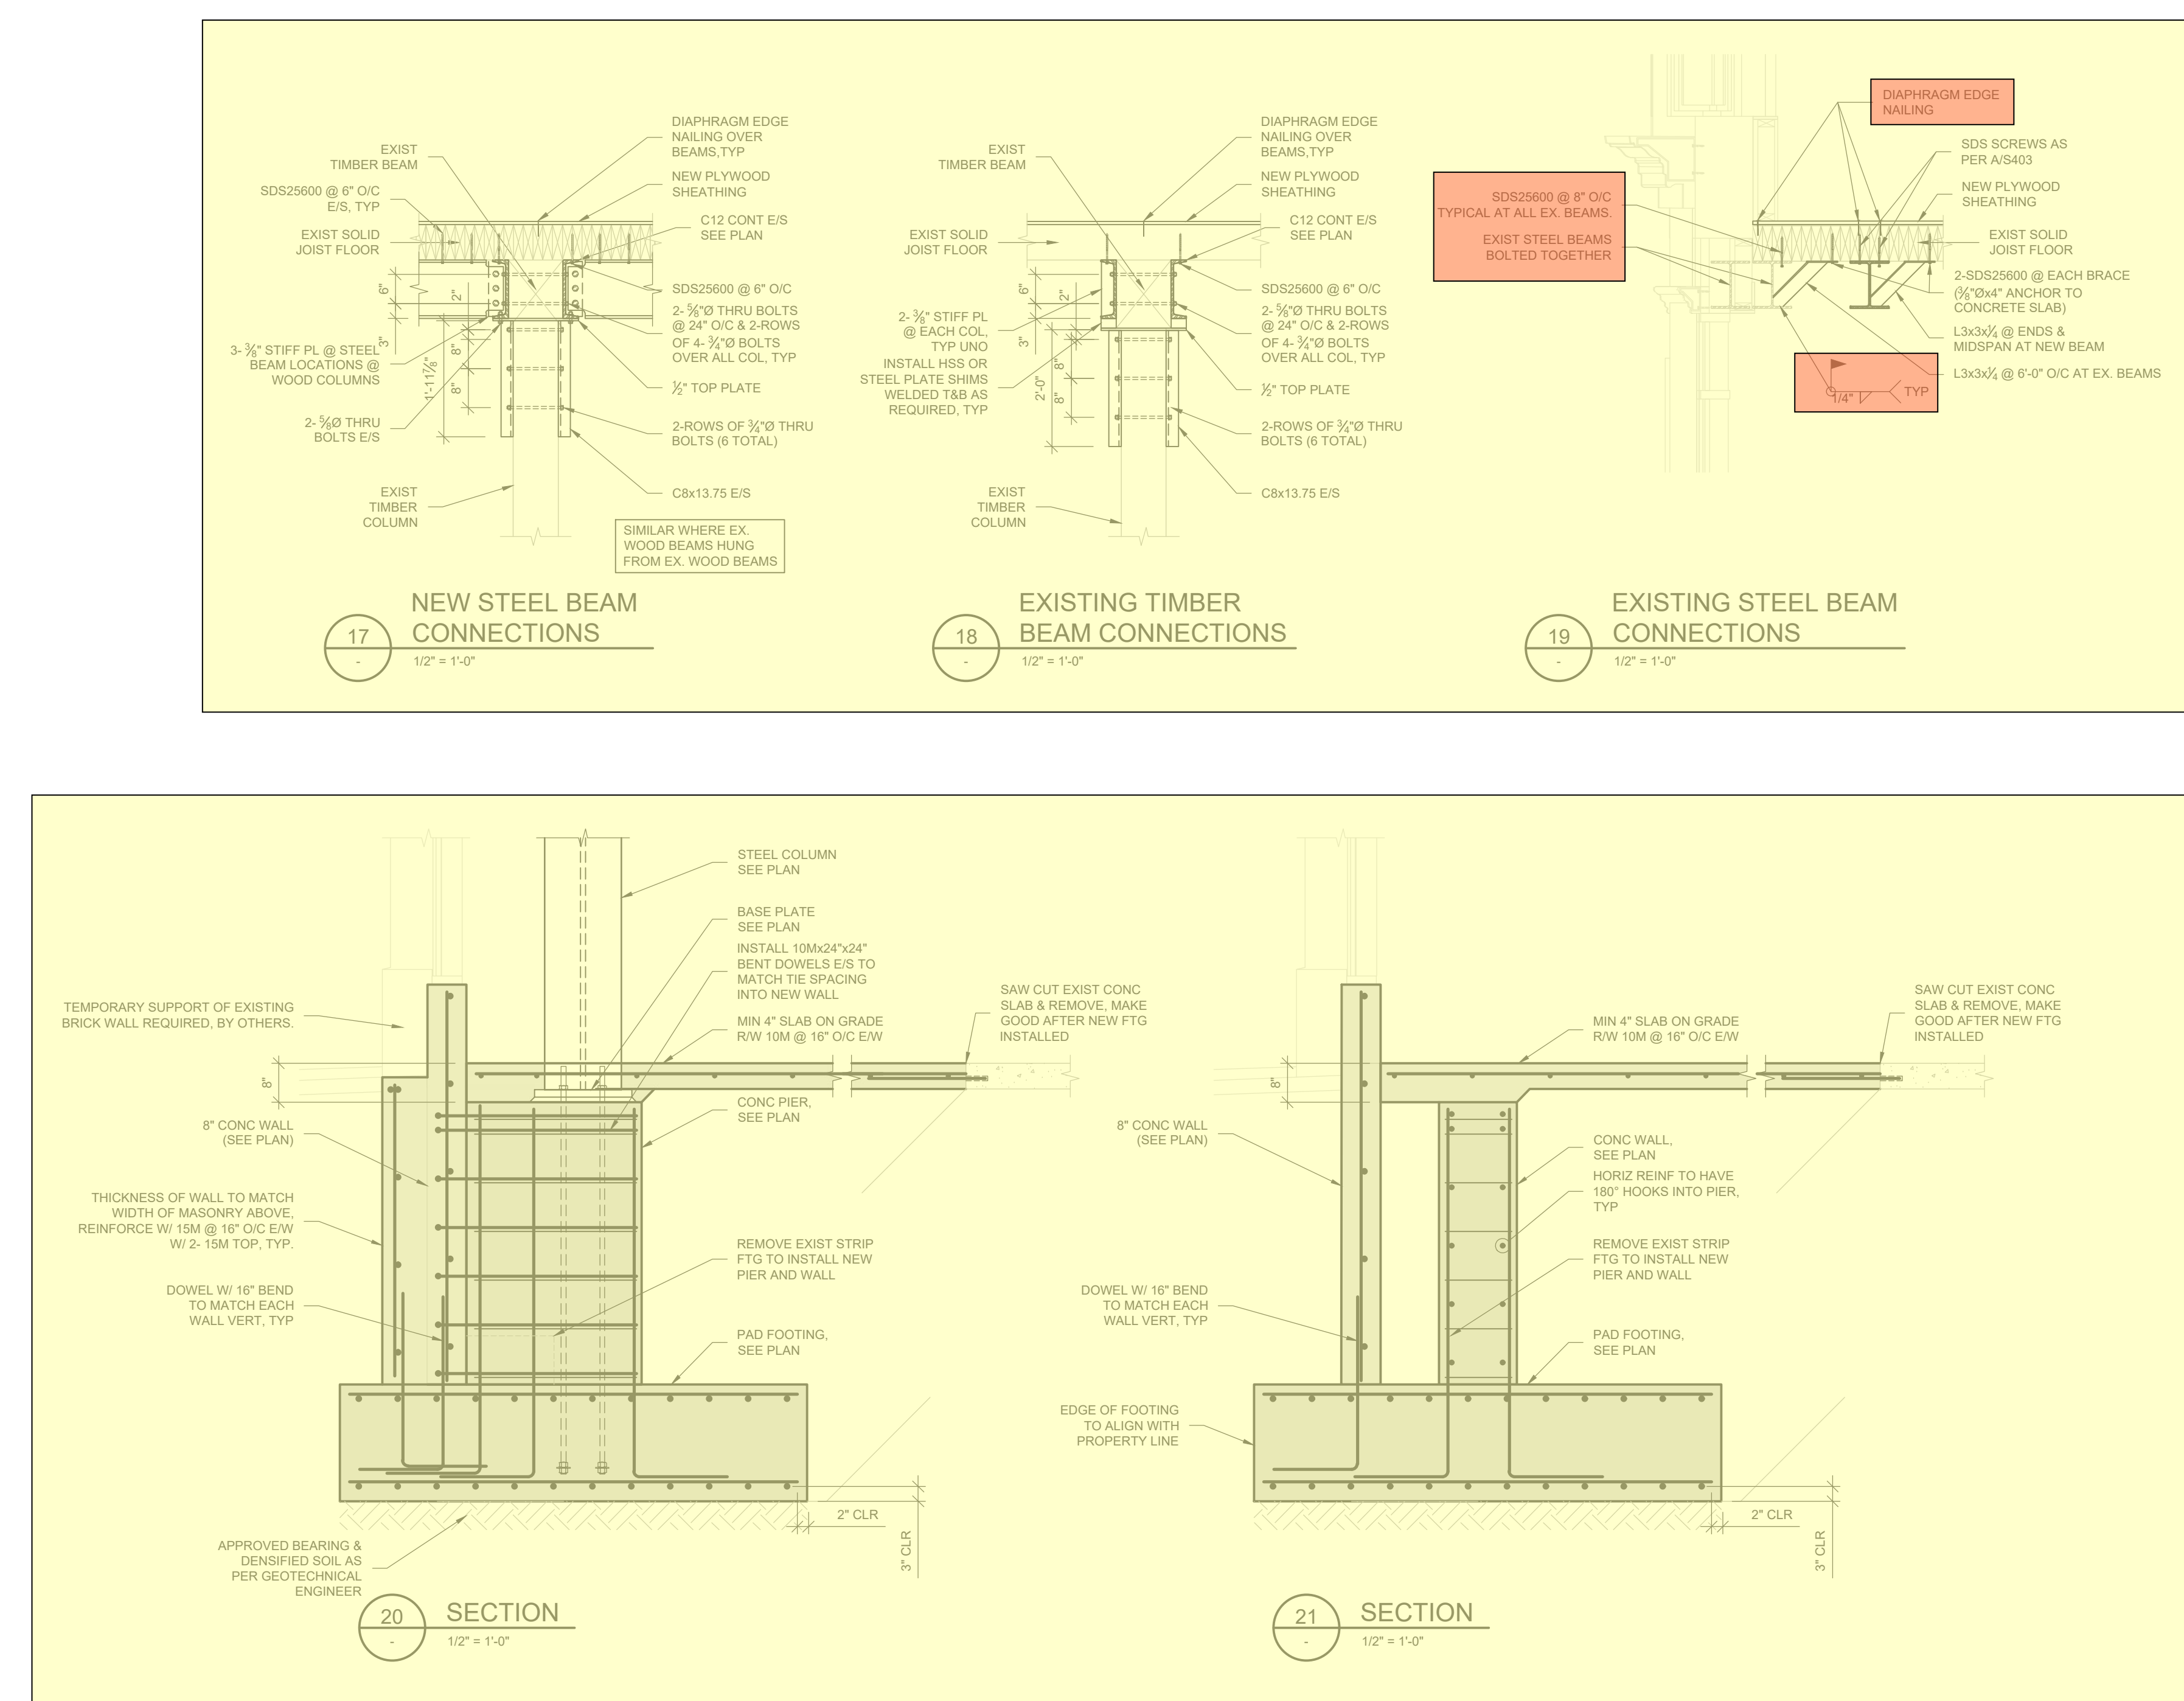 DIAPHRAGM EDGE
NAILING OVER
BEAMS,TYP
NEW PLYWOOD
SHEATHING
C12 CONT E/S
SEE PLAN
SDS25600 @ 6" O/C
2- ⅝"Ø THRU BOLTS
@ 24" O/C & 2-ROWS
OF 4- ¾"Ø BOLTS
OVER ALL COL, TYP
½" TOP PLATE
2-ROWS OF ¾"Ø THRU
BOLTS (6 TOTAL)
C8x13.75 E/S
EXIST
TIMBER BEAM
SDS25600 @ 6" O/C
E/S, TYP
EXIST SOLID
JOIST FLOOR
6"
2"
3"
8"
8"
1'-11⅞"
3- ⅜" STIFF PL @ STEEL
BEAM LOCATIONS @
WOOD COLUMNS
2- ⅝Ø THRU
BOLTS E/S
EXIST
TIMBER
COLUMN
SIMILAR WHERE EX.
WOOD BEAMS HUNG
FROM EX. WOOD BEAMS
17
-
NEW STEEL BEAM
CONNECTIONS
1/2" = 1'-0"
DIAPHRAGM EDGE
NAILING OVER
BEAMS,TYP
NEW PLYWOOD
SHEATHING
C12 CONT E/S
SEE PLAN
SDS25600 @ 6" O/C
2- ⅝"Ø THRU BOLTS
@ 24" O/C & 2-ROWS
OF 4- ¾"Ø BOLTS
OVER ALL COL, TYP
½" TOP PLATE
2-ROWS OF ¾"Ø THRU
BOLTS (6 TOTAL)
C8x13.75 E/S
EXIST
TIMBER BEAM
EXIST SOLID
JOIST FLOOR
6"
2"
3"
8"
8"
2'-0"
2- ⅜" STIFF PL
@ EACH COL,
TYP UNO
INSTALL HSS OR
STEEL PLATE SHIMS
WELDED T&B AS
REQUIRED, TYP
EXIST
TIMBER
COLUMN
18
-
EXISTING TIMBER
BEAM CONNECTIONS
1/2" = 1'-0"
DIAPHRAGM EDGE
NAILING
SDS SCREWS AS
PER A/S403
NEW PLYWOOD
SHEATHING
EXIST SOLID
JOIST FLOOR
2-SDS25600 @ EACH BRACE
(⅜"Øx4" ANCHOR TO
CONCRETE SLAB)
L3x3x¼ @ ENDS &
MIDSPAN AT NEW BEAM
L3x3x¼ @ 6'-0" O/C AT EX. BEAMS
SDS25600 @ 8" O/C
TYPICAL AT ALL EX. BEAMS.
EXIST STEEL BEAMS
BOLTED TOGETHER
1/4"
TYP
19
-
EXISTING STEEL BEAM
CONNECTIONS
1/2" = 1'-0"
STEEL COLUMN
SEE PLAN
BASE PLATE
SEE PLAN
INSTALL 10Mx24"x24"
BENT DOWELS E/S TO
MATCH TIE SPACING
INTO NEW WALL
MIN 4" SLAB ON GRADE
R/W 10M @ 16" O/C E/W
SAW CUT EXIST CONC
SLAB & REMOVE, MAKE
GOOD AFTER NEW FTG
INSTALLED
CONC PIER,
SEE PLAN
REMOVE EXIST STRIP
FTG TO INSTALL NEW
PIER AND WALL
PAD FOOTING,
SEE PLAN
TEMPORARY SUPPORT OF EXISTING
BRICK WALL REQUIRED, BY OTHERS.
8"
8" CONC WALL
(SEE PLAN)
THICKNESS OF WALL TO MATCH
WIDTH OF MASONRY ABOVE,
REINFORCE W/ 15M @ 16" O/C E/W
W/ 2- 15M TOP, TYP.
DOWEL W/ 16" BEND
TO MATCH EACH
WALL VERT, TYP
2" CLR
3" CLR
APPROVED BEARING &
DENSIFIED SOIL AS
PER GEOTECHNICAL
ENGINEER
20
-
SECTION
1/2" = 1'-0"
SAW CUT EXIST CONC
SLAB & REMOVE, MAKE
GOOD AFTER NEW FTG
INSTALLED
MIN 4" SLAB ON GRADE
R/W 10M @ 16" O/C E/W
8"
8" CONC WALL
(SEE PLAN)
CONC WALL,
SEE PLAN
HORIZ REINF TO HAVE
180° HOOKS INTO PIER,
TYP
REMOVE EXIST STRIP
FTG TO INSTALL NEW
PIER AND WALL
DOWEL W/ 16" BEND
TO MATCH EACH
WALL VERT, TYP
PAD FOOTING,
SEE PLAN
EDGE OF FOOTING
TO ALIGN WITH
PROPERTY LINE
2" CLR
3" CLR
21
-
SECTION
1/2" = 1'-0"